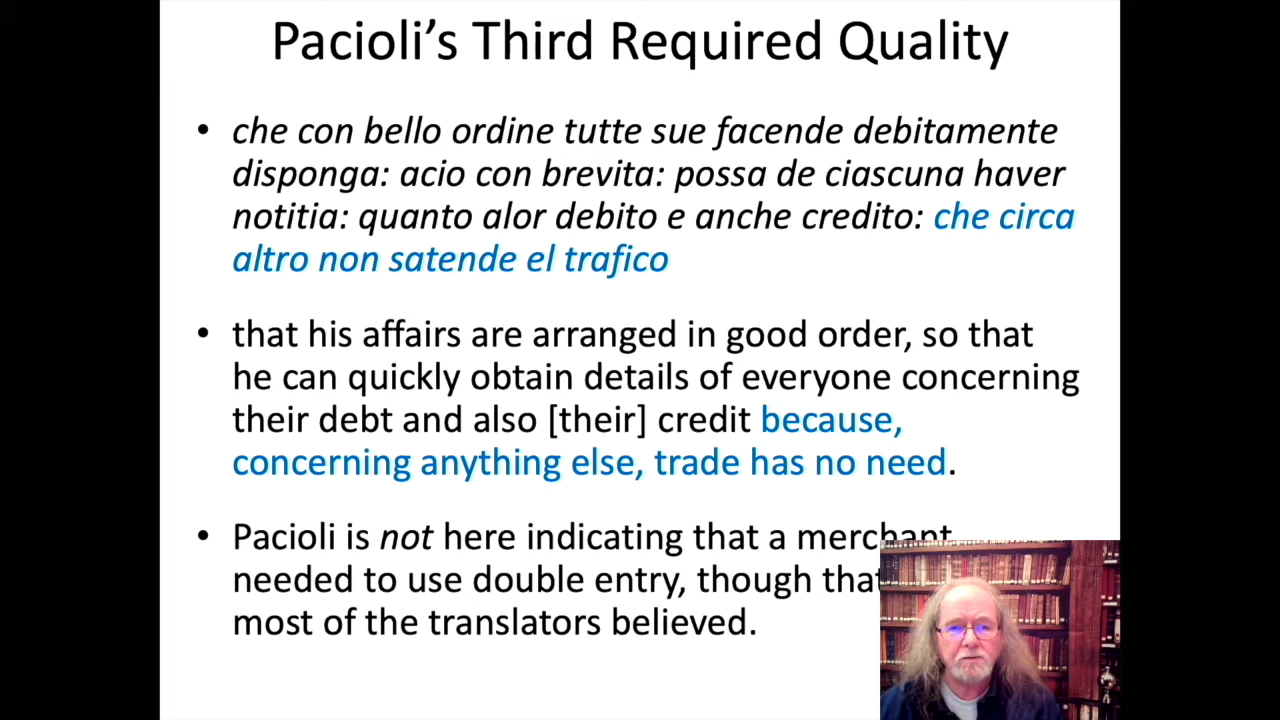 Pacioli’s Third Required Quality
• che con bello ordine tutte sue facende debitamente
disponga: acio con brevita: possa de ciascuna haver
notitia: quanto alor debito e anche credito: che circa
altro non satende el trafico
• that his affairs are arranged in good order, so that
he can quickly obtain details of everyone concerning
their debt and also [their] credit because,
concerning anything else, trade has no need.
• Pacioli is not here indicating that a merchant
needed to use double entry, though that
most of the translators believed.